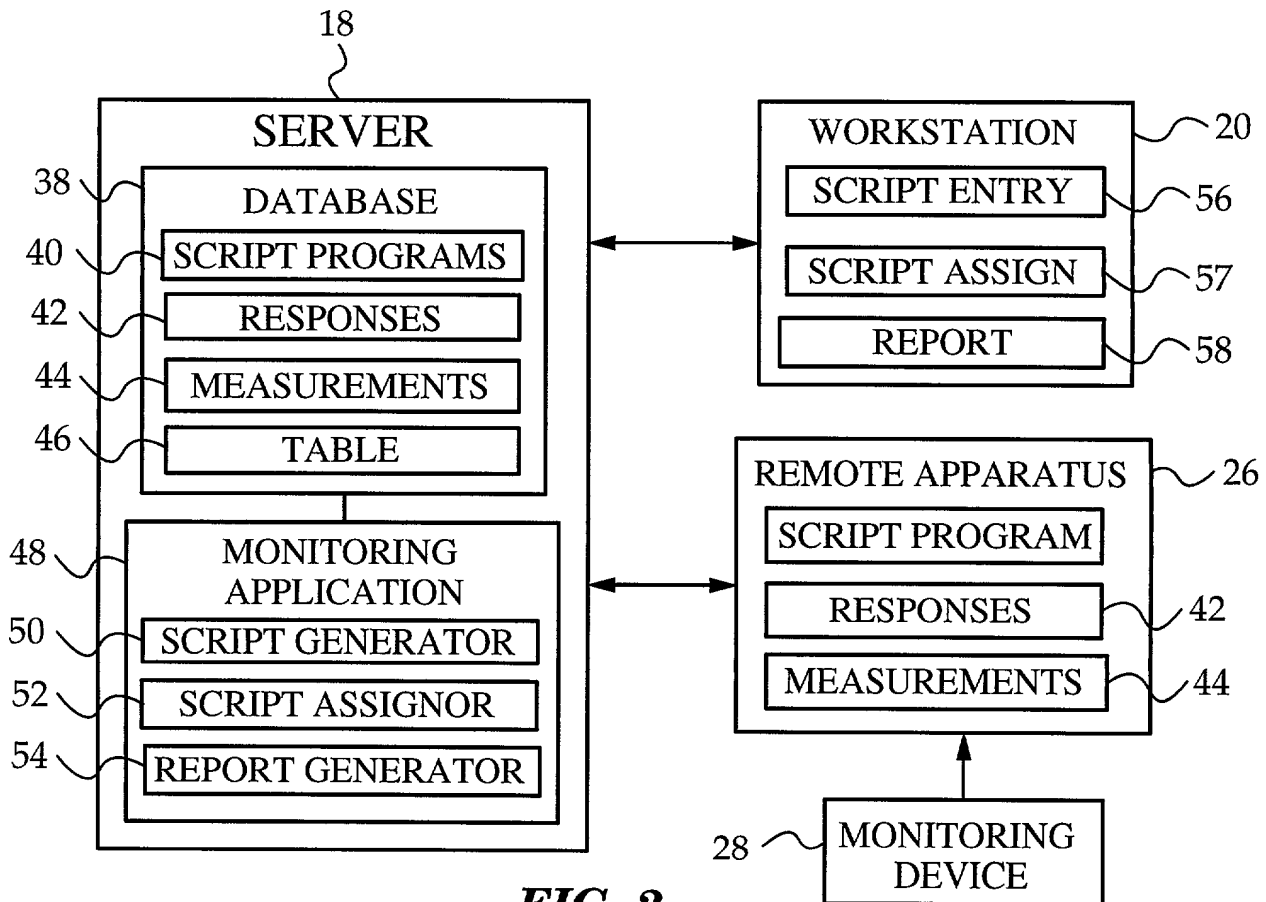 18
SERVER
38
DATABASE
40
SCRIPT PROGRAMS
42
RESPONSES
44
MEASUREMENTS
46
TABLE
48
MONITORING
APPLICATION
50
SCRIPT GENERATOR
52
SCRIPT ASSIGNOR
54
REPORT GENERATOR
WORKSTATION
20
SCRIPT ENTRY
56
SCRIPT ASSIGN
57
REPORT
58
REMOTE APPARATUS
26
SCRIPT PROGRAM
RESPONSES
42
MEASUREMENTS
44
28
MONITORING
DEVICE